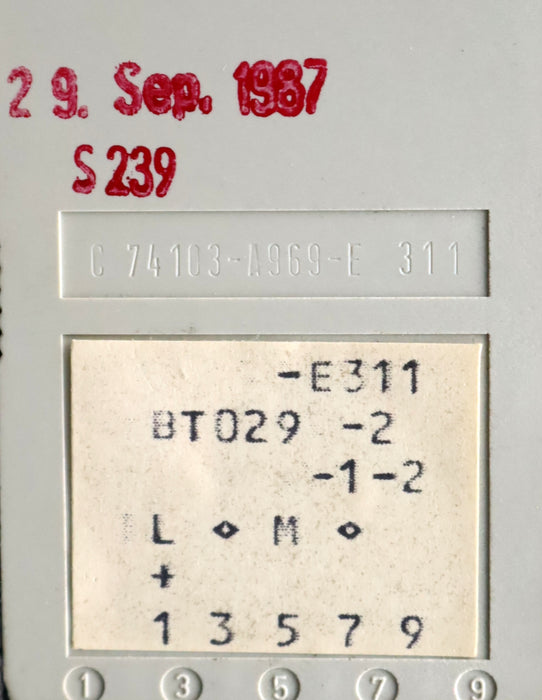 29. Sep. 1987
S 239
C 74103-A969-E 311
-E311
BT029 -2
-1-2
L ◇ M ◇
+
1 3 5 7 9
1 3 5 7 9